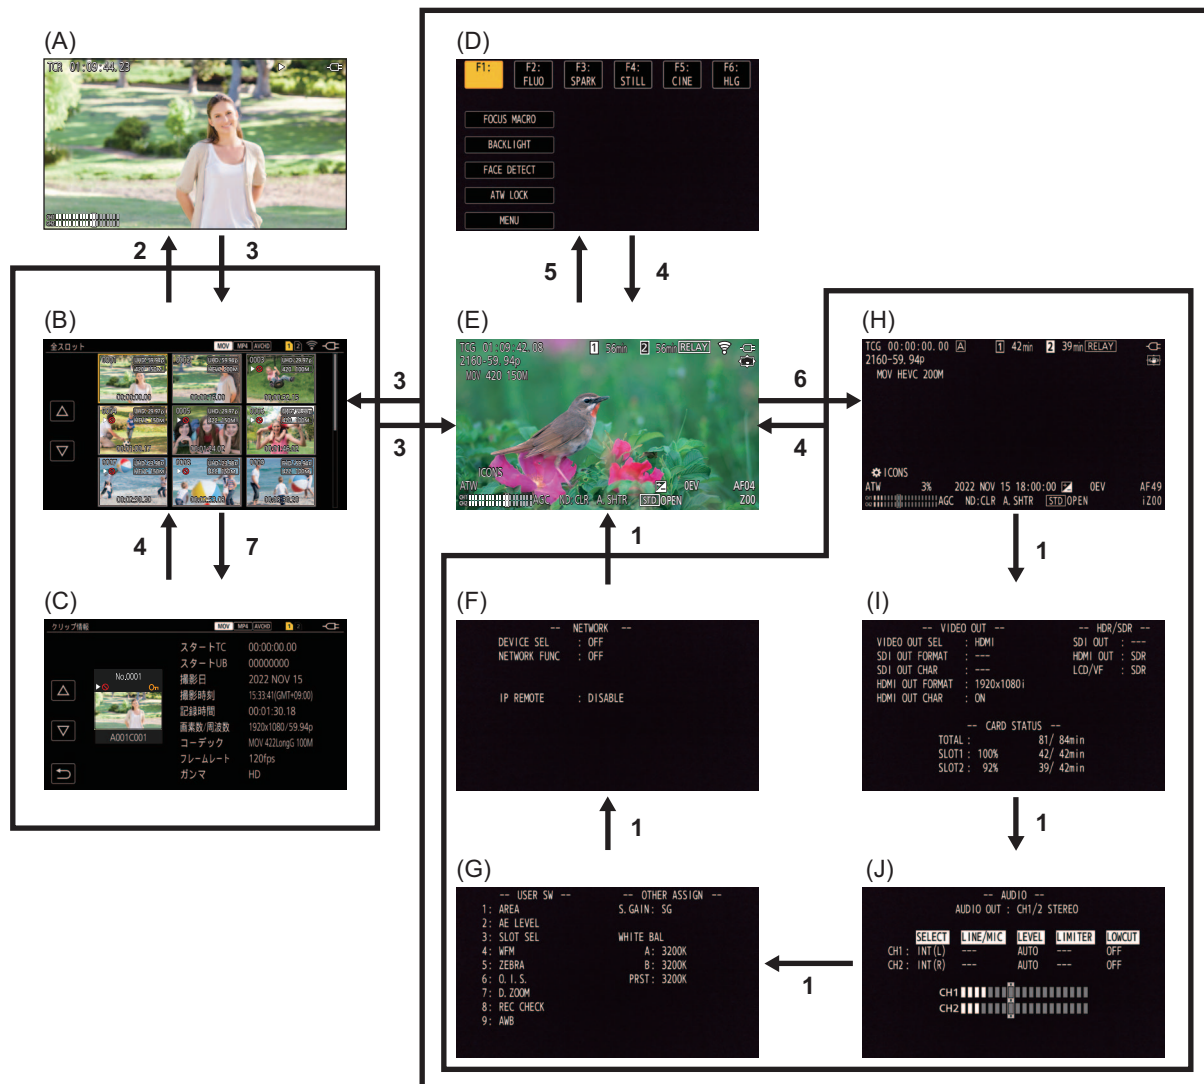 (A)
TCR 01:09:44.23
2
3
(B)
全スロット
MOV MP4 AVCHD 1 2
0003
4
7
(C)
クリップ情報
MOV MP4 AVCHD 1
No.0001
On
A001C001
スタートTC 00:00:00.00
スタートUB 00000000
撮影日 2022 NOV 15
撮影時刻 15:33:41(GMT+09:00)
記録時間 00:01:30.18
画素数/周波数 1920x1080/59.94p
コーデック MOV 422LongG 100M
フレームレート 120fps
ガンマ HD
3
3
(D)
F1:
F2: FLUO
F3: SPARK
F4: STILL
F5: CINE
F6: HLG
FOCUS MACRO
BACKLIGHT
FACE DETECT
ATW LOCK
MENU
5
4
(E)
TCG 01:09:42.08 1 56min 2 56min RELAY
2160-59.94p
MOV 420 150M
ICONS
ATW 0EV AF04
CH1 CH2 AGC ND:CLR A.SHTR STD OPEN Z00
6
4
1
(H)
TCG 00:00:00.00 A 1 42min 2 39min RELAY
2160-59.94p
MOV HEVC 200M
ICONS
ATW 3% 2022 NOV 15 18:00:00 0EV AF49
CH1 CH2 AGC ND:CLR A.SHTR STD OPEN iZ00
1
(F)
-- NETWORK --
DEVICE SEL : OFF
NETWORK FUNC : OFF
IP REMOTE : DISABLE
1
(I)
-- VIDEO OUT -- -- HDR/SDR --
VIDEO OUT SEL : HDMI SDI OUT : ---
SDI OUT FORMAT : --- HDMI OUT : SDR
SDI OUT CHAR : --- LCD/VF : SDR
HDMI OUT FORMAT : 1920x1080i
HDMI OUT CHAR : ON
-- CARD STATUS --
TOTAL : 81/ 84min
SLOT1 : 100% 42/ 42min
SLOT2 : 92% 39/ 42min
1
(G)
-- USER SW -- -- OTHER ASSIGN --
1: AREA S.GAIN: SG
2: AE LEVEL
3: SLOT SEL WHITE BAL
4: WFM A: 3200K
5: ZEBRA B: 3200K
6: O.I.S. PRST: 3200K
7: D.ZOOM
8: REC CHECK
9: AWB
1
(J)
-- AUDIO --
AUDIO OUT : CH1/2 STEREO
SELECT LINE/MIC LEVEL LIMITER LOWCUT
CH1 : INT(L) --- AUTO --- OFF
CH2 : INT(R) --- AUTO --- OFF
CH1
CH2